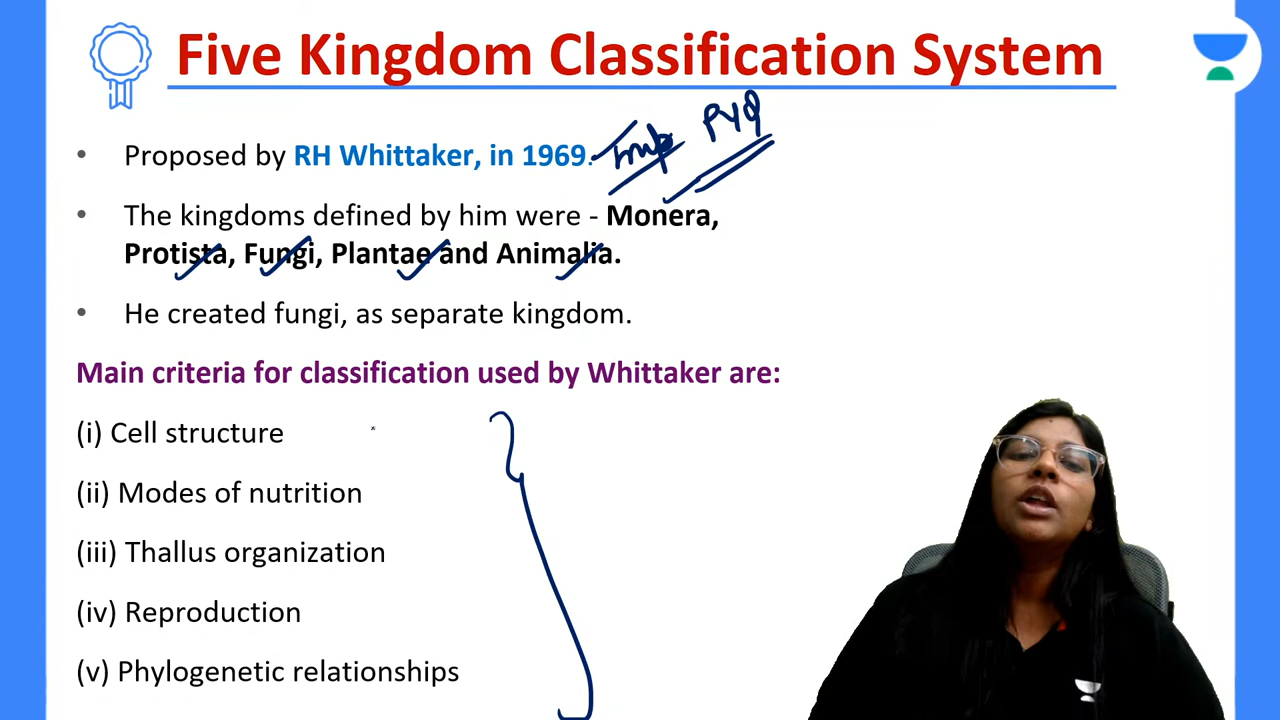 Five Kingdom Classification System
• Proposed by RH Whittaker, in 1969. Imp PYQ
• The kingdoms defined by him were - Monera,
Protista, Fungi, Plantae and Animalia.
• He created fungi, as separate kingdom.
Main criteria for classification used by Whittaker are:
(i) Cell structure
(ii) Modes of nutrition
(iii) Thallus organization
(iv) Reproduction
(v) Phylogenetic relationships